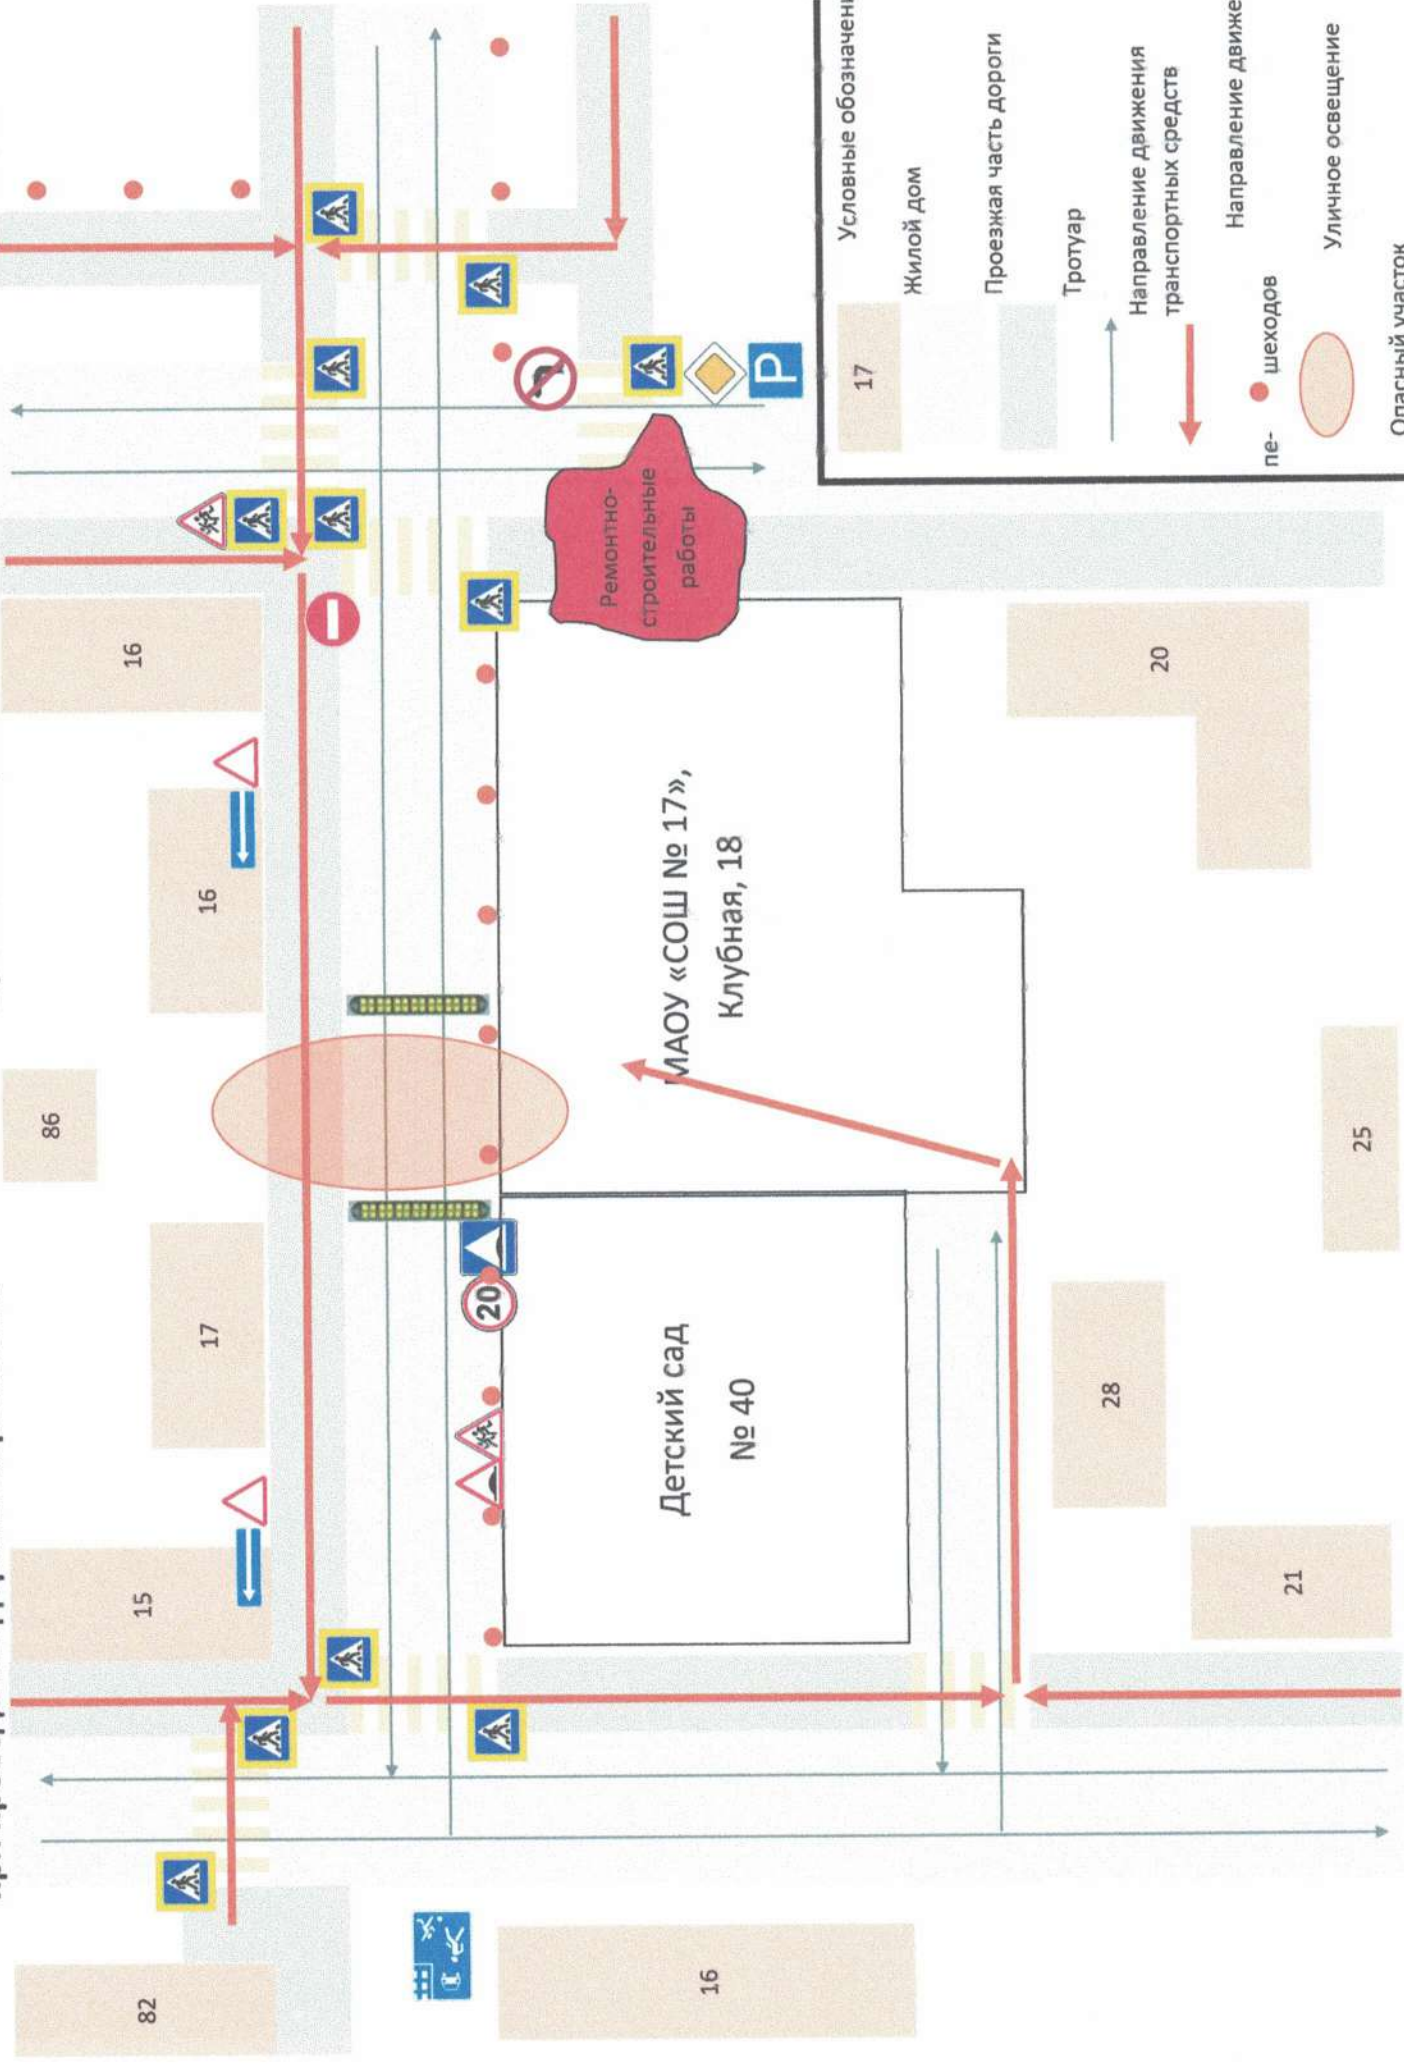 82
15
17
86
16
16
16
20
Детский сад
№ 40
МАОУ «СОШ № 17»,
Клубная, 18
Ремонтно-
строительные
работы
P
21
28
25
20
Условные обозначени
17
Жилой дом
Проезжая часть дороги
Тротуар
Направление движения
транспортных средств
Направление движе
пе-
шеходов
Уличное освещение
Опасный участок